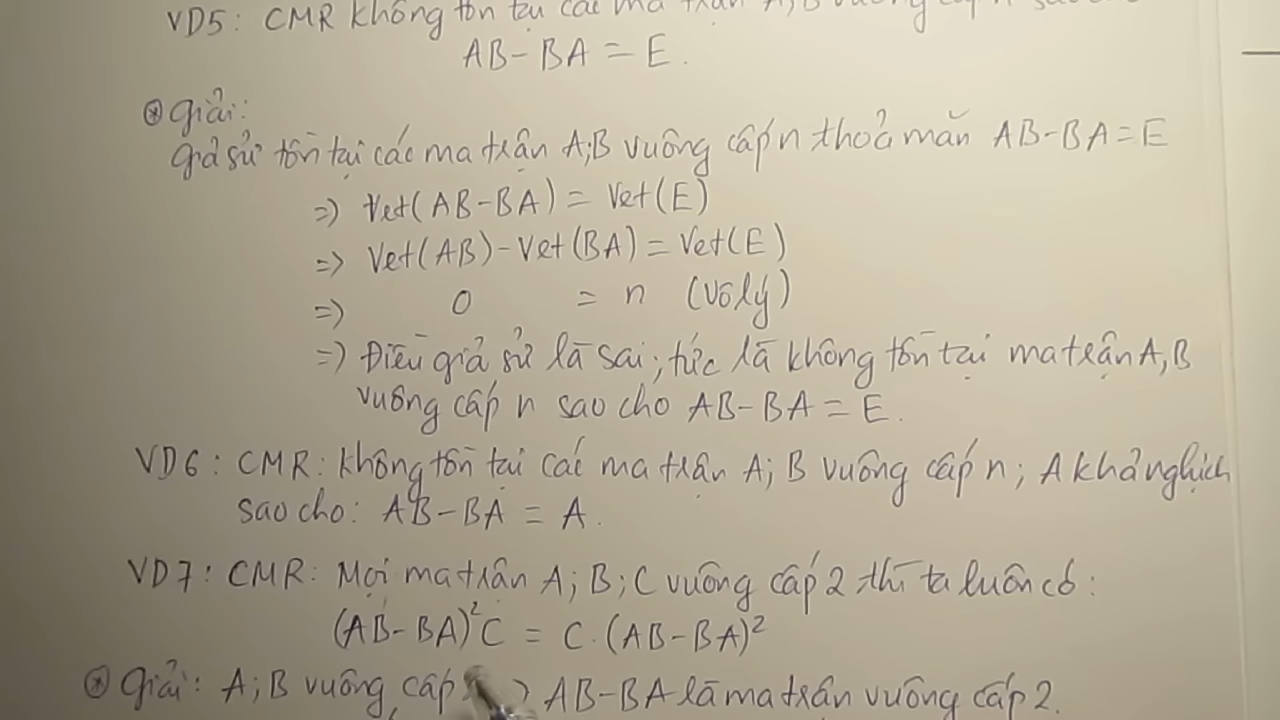 VD5: CMR không tồn tại các ma trận A;B vuông cấp n
AB-BA = E.
⊛ Giải:
Giả sử tồn tại các ma trận A;B vuông cấp n thoả mãn AB-BA=E
=> Vet(AB-BA) = Vet(E)
=> Vet(AB)-Vet(BA)=Vet(E)
=> 0 = n (Vô lý)
=> Điều giả sử là sai; tức là không tồn tại ma trận A,B
vuông cấp n sao cho AB-BA = E.
VD6: CMR: không tồn tại các ma trận A; B vuông cấp n; A khả nghịch
sao cho: AB-BA = A.
VD7: CMR: Mọi ma trận A; B; C vuông cấp 2 thì ta luôn có:
(AB-BA)²C = C.(AB-BA)²
⊛ Giải: A;B vuông cấp AB-BA là ma trận vuông cấp 2.